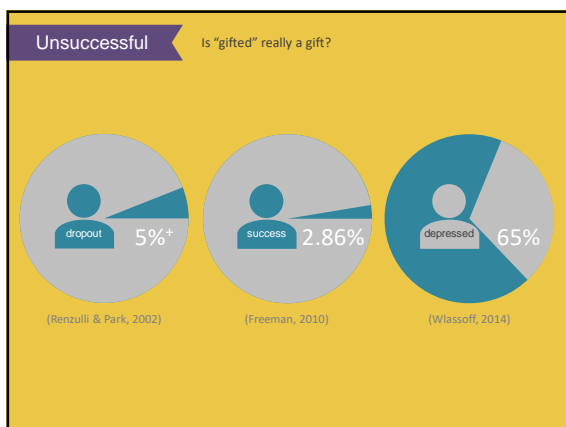 Unsuccessful
Is “gifted” really a gift?
dropout
5%⁺
success
2.86%
depressed
65%
(Renzulli & Park, 2002)
(Freeman, 2010)
(Wlassoff, 2014)